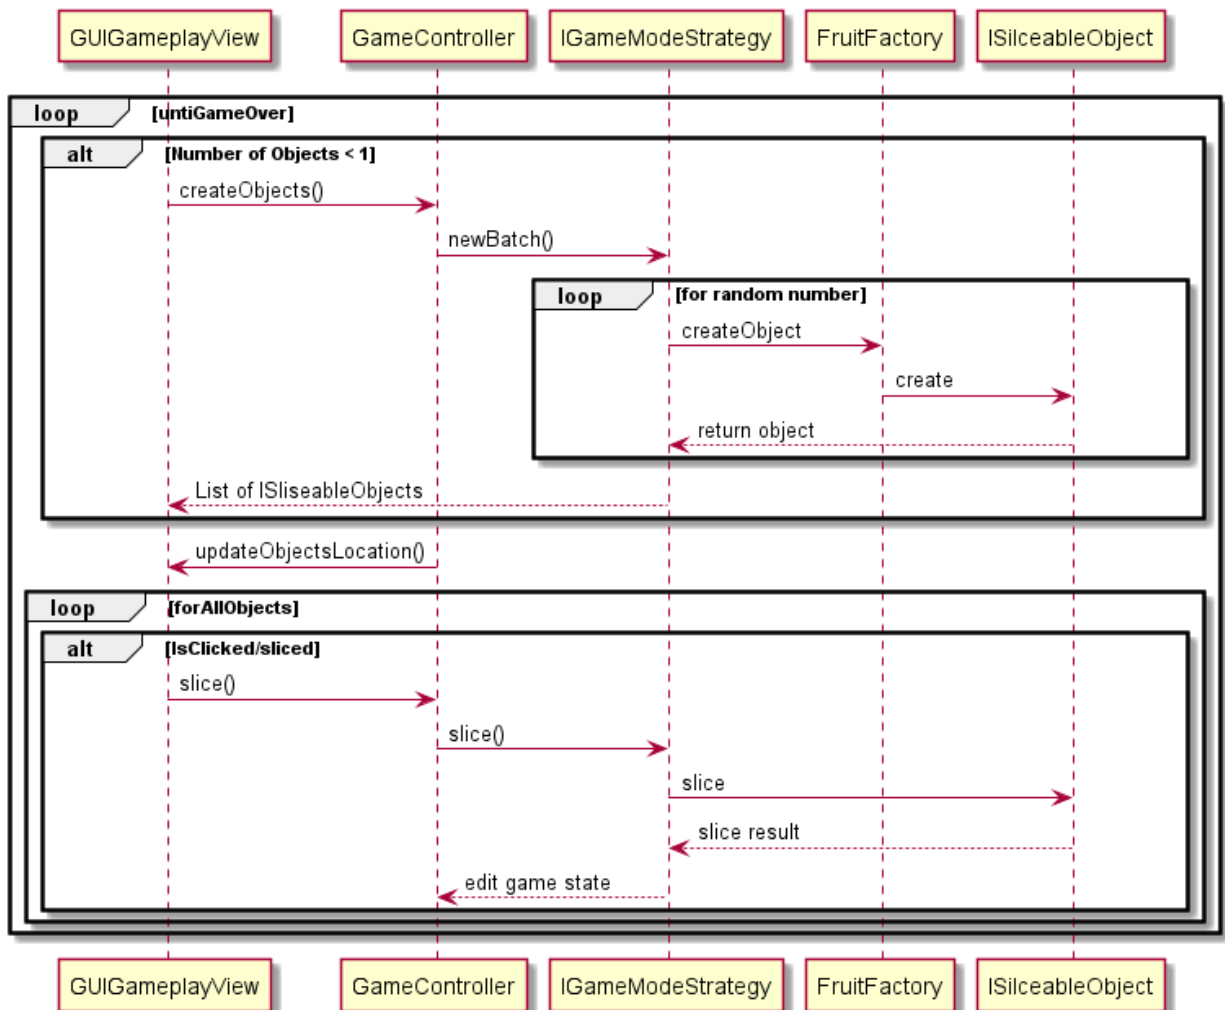 GUIGameplayView GameController IGameModeStrategy FruitFactory ISilceableObject
loop [untiGameOver]
alt [Number of Objects < 1]
createObjects()
newBatch()
loop [for random number]
createObject
create
return object
List of ISliseableObjects
updateObjectsLocation()
loop [forAllObjects]
alt [IsClicked/sliced]
slice()
slice()
slice
slice result
edit game state
GUIGameplayView GameController IGameModeStrategy FruitFactory ISilceableObject